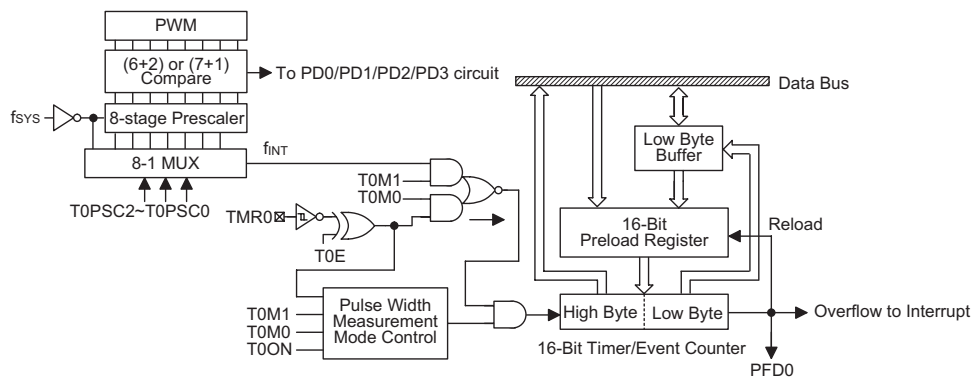 PWM
(6+2) or (7+1)
Compare
To PD0/PD1/PD2/PD3 circuit
Data Bus
fSYS
8-stage Prescaler
Low Byte
Buffer
8-1 MUX
fINT
T0M1
T0M0
T0PSC2~T0PSC0
TMR0
T0E
16-Bit
Preload Register
Reload
Pulse Width
Measurement
Mode Control
T0M1
T0M0
T0ON
High Byte
Low Byte
Overflow to Interrupt
16-Bit Timer/Event Counter
PFD0